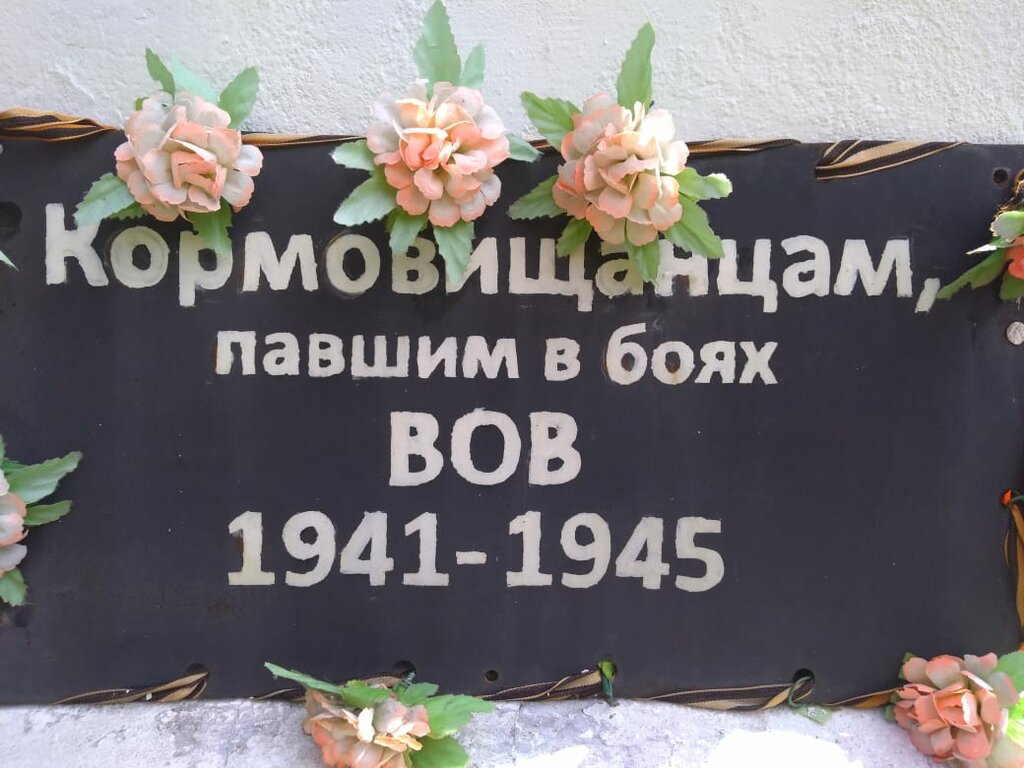 Кормовищанцам,
павшим в боях
ВОВ
1941-1945